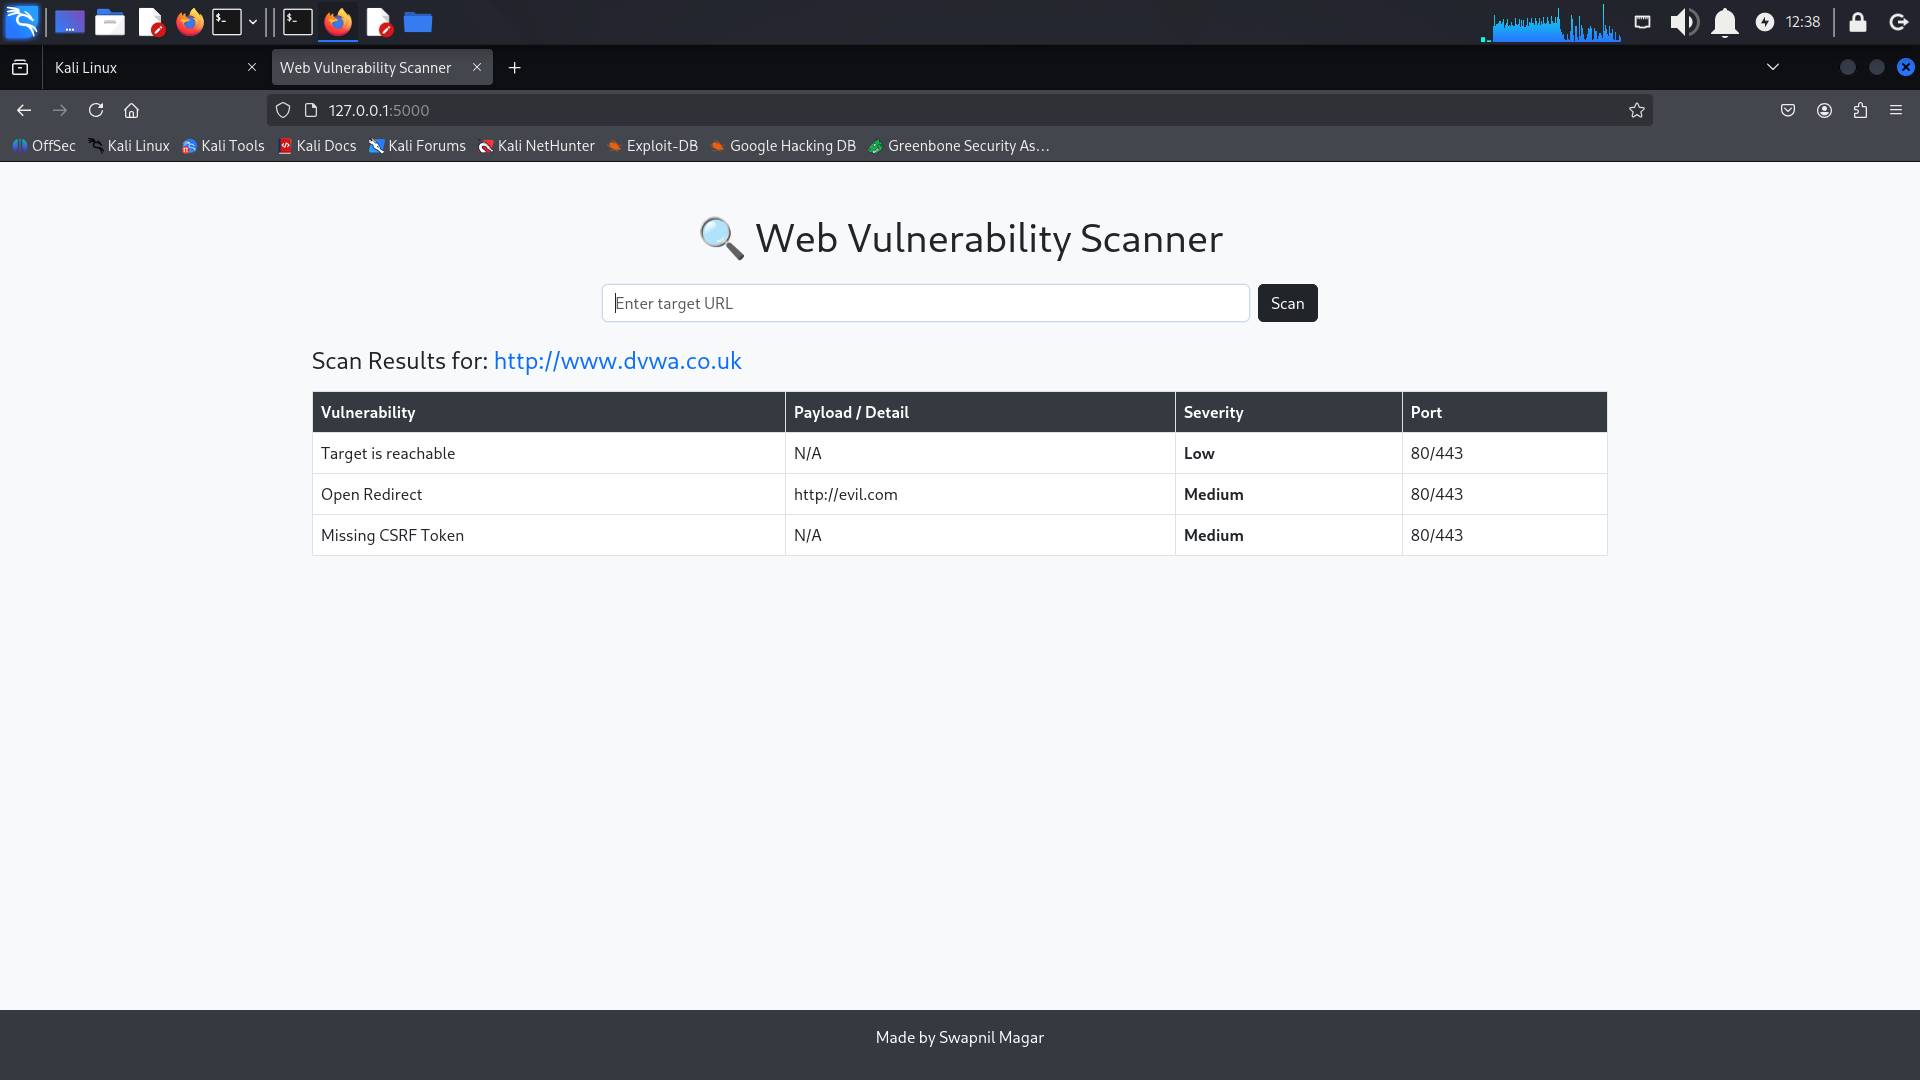 12:38
Kali Linux
Web Vulnerability Scanner
127.0.0.1:5000
OffSec Kali Linux Kali Tools Kali Docs Kali Forums Kali NetHunter Exploit-DB Google Hacking DB Greenbone Security As…
Web Vulnerability Scanner
Enter target URL Scan
Scan Results for: http://www.dvwa.co.uk
Vulnerability Payload / Detail Severity Port
Target is reachable N/A Low 80/443
Open Redirect http://evil.com Medium 80/443
Missing CSRF Token N/A Medium 80/443
Made by Swapnil Magar